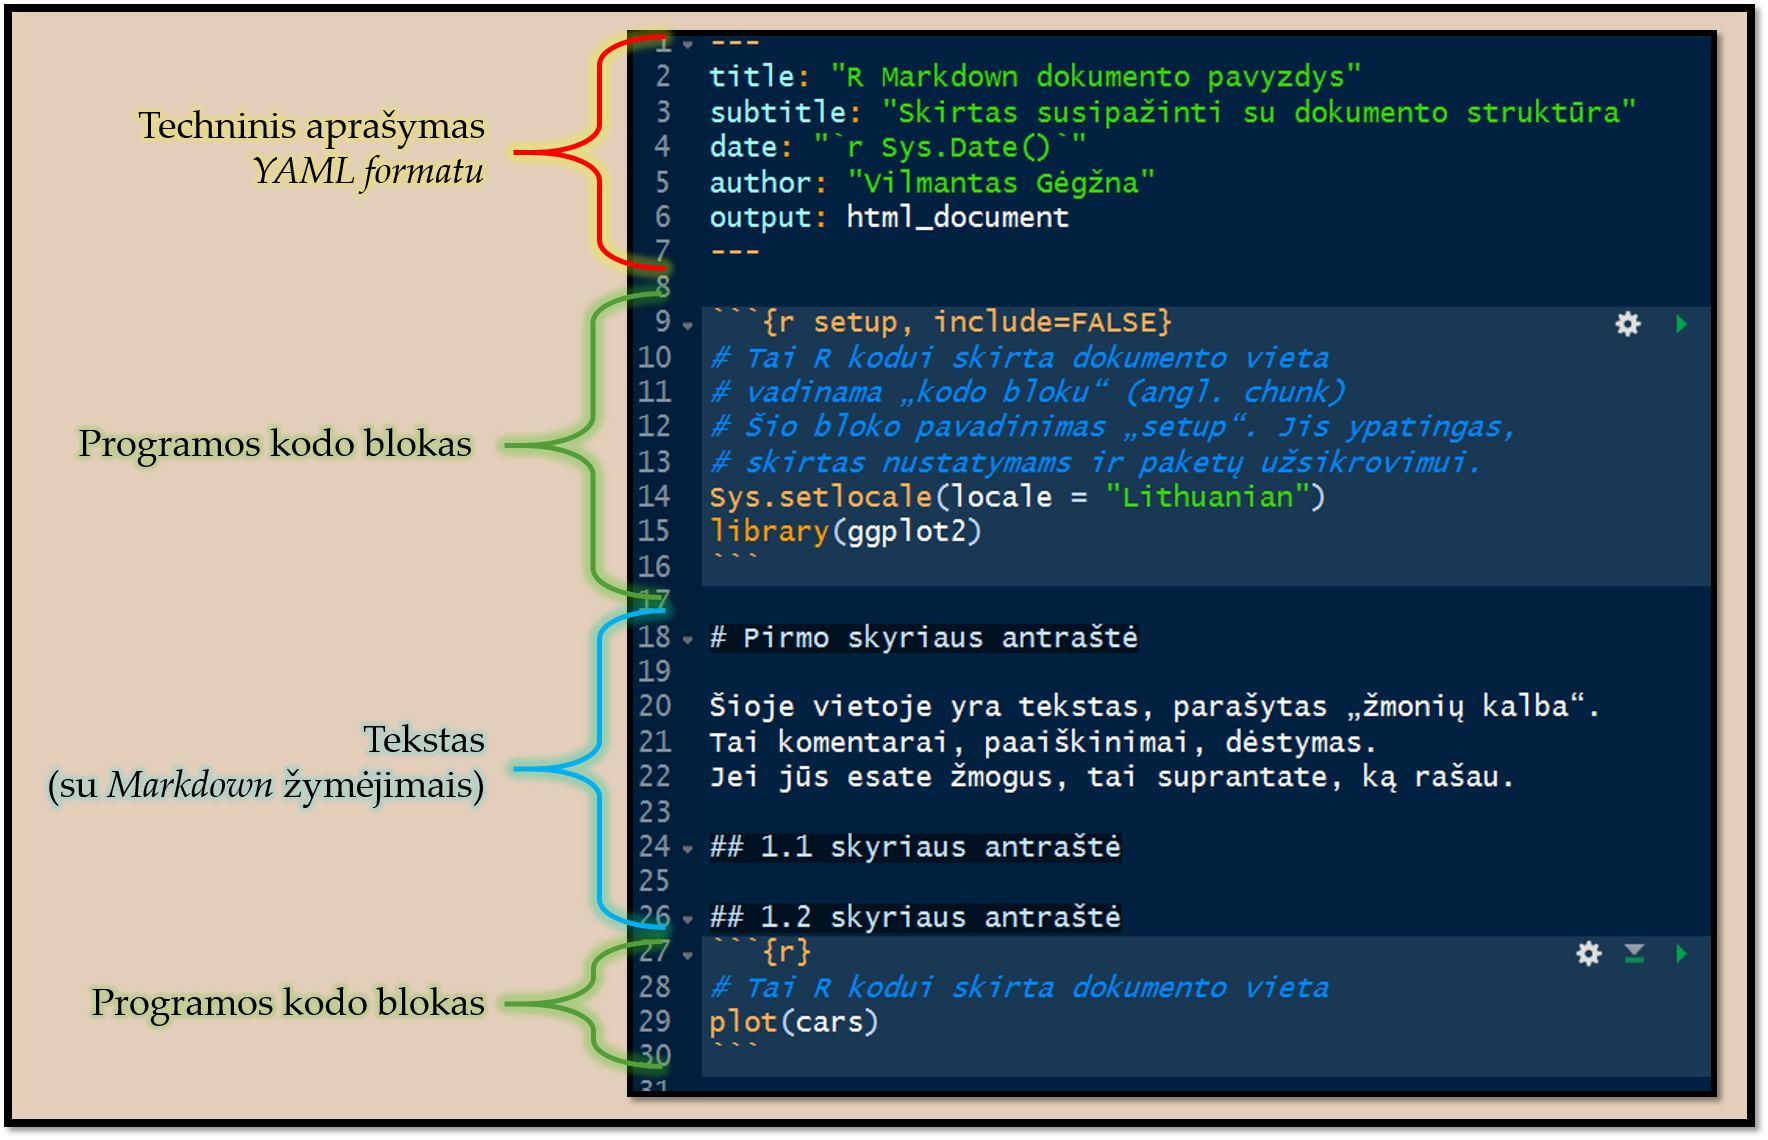 Techninis aprašymas
YAML formatu
Programos kodo blokas
Tekstas
(su Markdown žymėjimais)
Programos kodo blokas
1 ---
2 title: "R Markdown dokumento pavyzdys"
3 subtitle: "Skirtas susipažinti su dokumento struktūra"
4 date: "`r Sys.Date()`"
5 author: "Vilmantas Gėgžna"
6 output: html_document
7 ---
8
9 ```{r setup, include=FALSE}
10 # Tai R kodui skirta dokumento vieta
11 # vadinama „kodo bloku“ (angl. chunk)
12 # Šio bloko pavadinimas „setup“. Jis ypatingas,
13 # skirtas nustatymams ir paketų užsikrovimui.
14 Sys.setlocale(locale = "Lithuanian")
15 library(ggplot2)
16 ```
17
18 # Pirmo skyriaus antraštė
19
20 Šioje vietoje yra tekstas, parašytas „žmonių kalba“.
21 Tai komentarai, paaiškinimai, dėstymas.
22 Jei jūs esate žmogus, tai suprantate, ką rašau.
23
24 ## 1.1 skyriaus antraštė
25
26 ## 1.2 skyriaus antraštė
27 ```{r}
28 # Tai R kodui skirta dokumento vieta
29 plot(cars)
30 ```
31